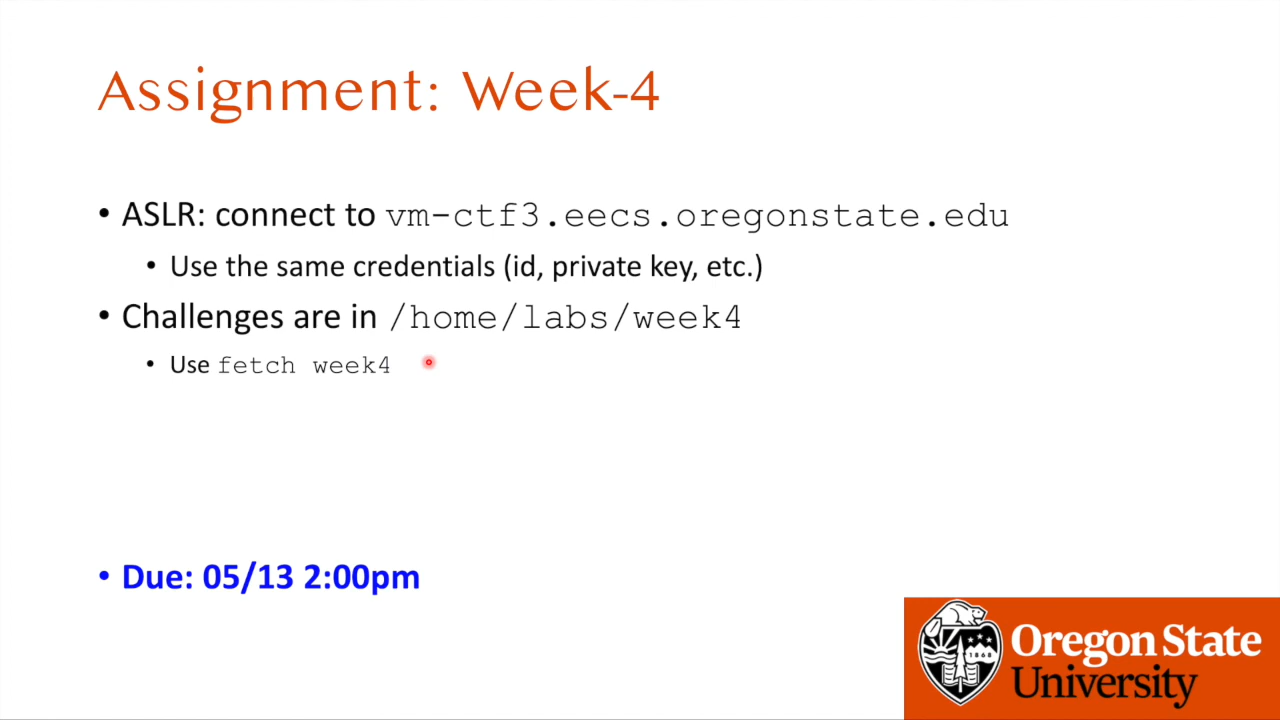 Assignment: Week-4
• ASLR: connect to vm-ctf3.eecs.oregonstate.edu
• Use the same credentials (id, private key, etc.)
• Challenges are in /home/labs/week4
• Use fetch week4
• Due: 05/13 2:00pm
1868
Oregon State
University